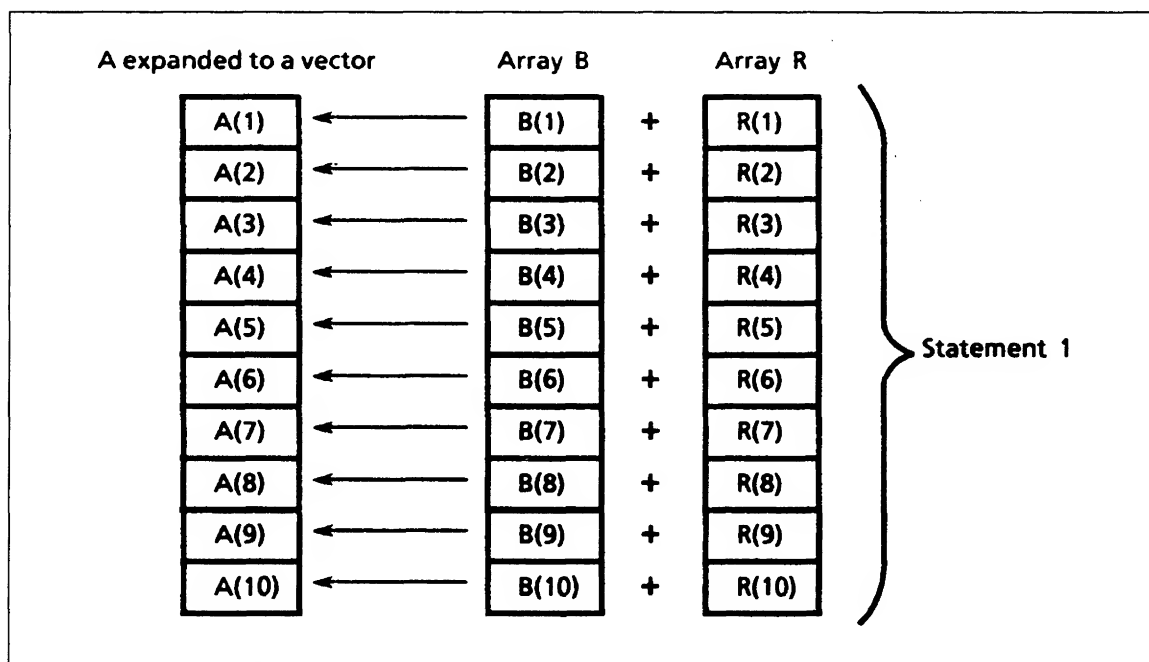 A expanded to a vector Array B Array R
A(1) B(1) + R(1)
A(2) B(2) + R(2)
A(3) B(3) + R(3)
A(4) B(4) + R(4)
A(5) B(5) + R(5)
A(6) B(6) + R(6)
A(7) B(7) + R(7)
A(8) B(8) + R(8)
A(9) B(9) + R(9)
A(10) B(10) + R(10)
Statement 1